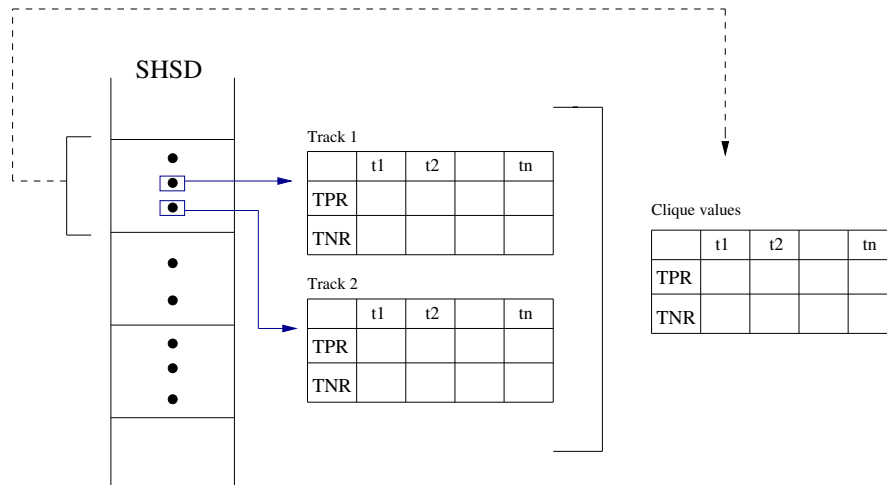 SHSD
Track 1
t1 t2 tn
TPR
TNR
Track 2
t1 t2 tn
TPR
TNR
Clique values
t1 t2 tn
TPR
TNR